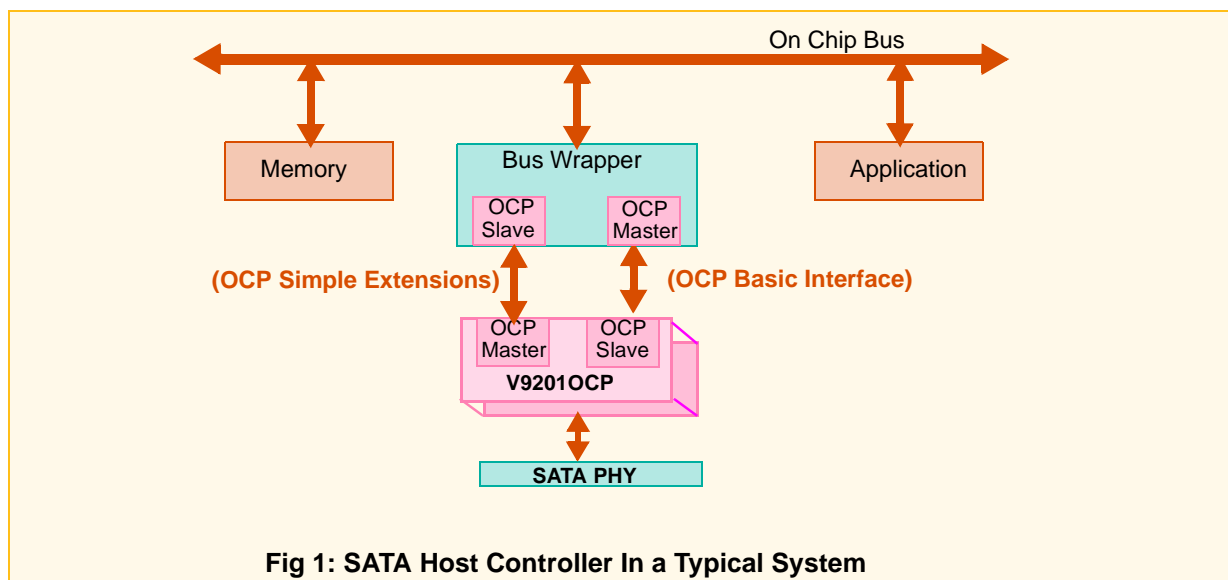 On Chip Bus
Memory
Bus Wrapper
Application
OCP
Slave
OCP
Master
(OCP Simple Extensions)
(OCP Basic Interface)
OCP
Master
OCP
Slave
V9201OCP
SATA PHY
Fig 1: SATA Host Controller In a Typical System